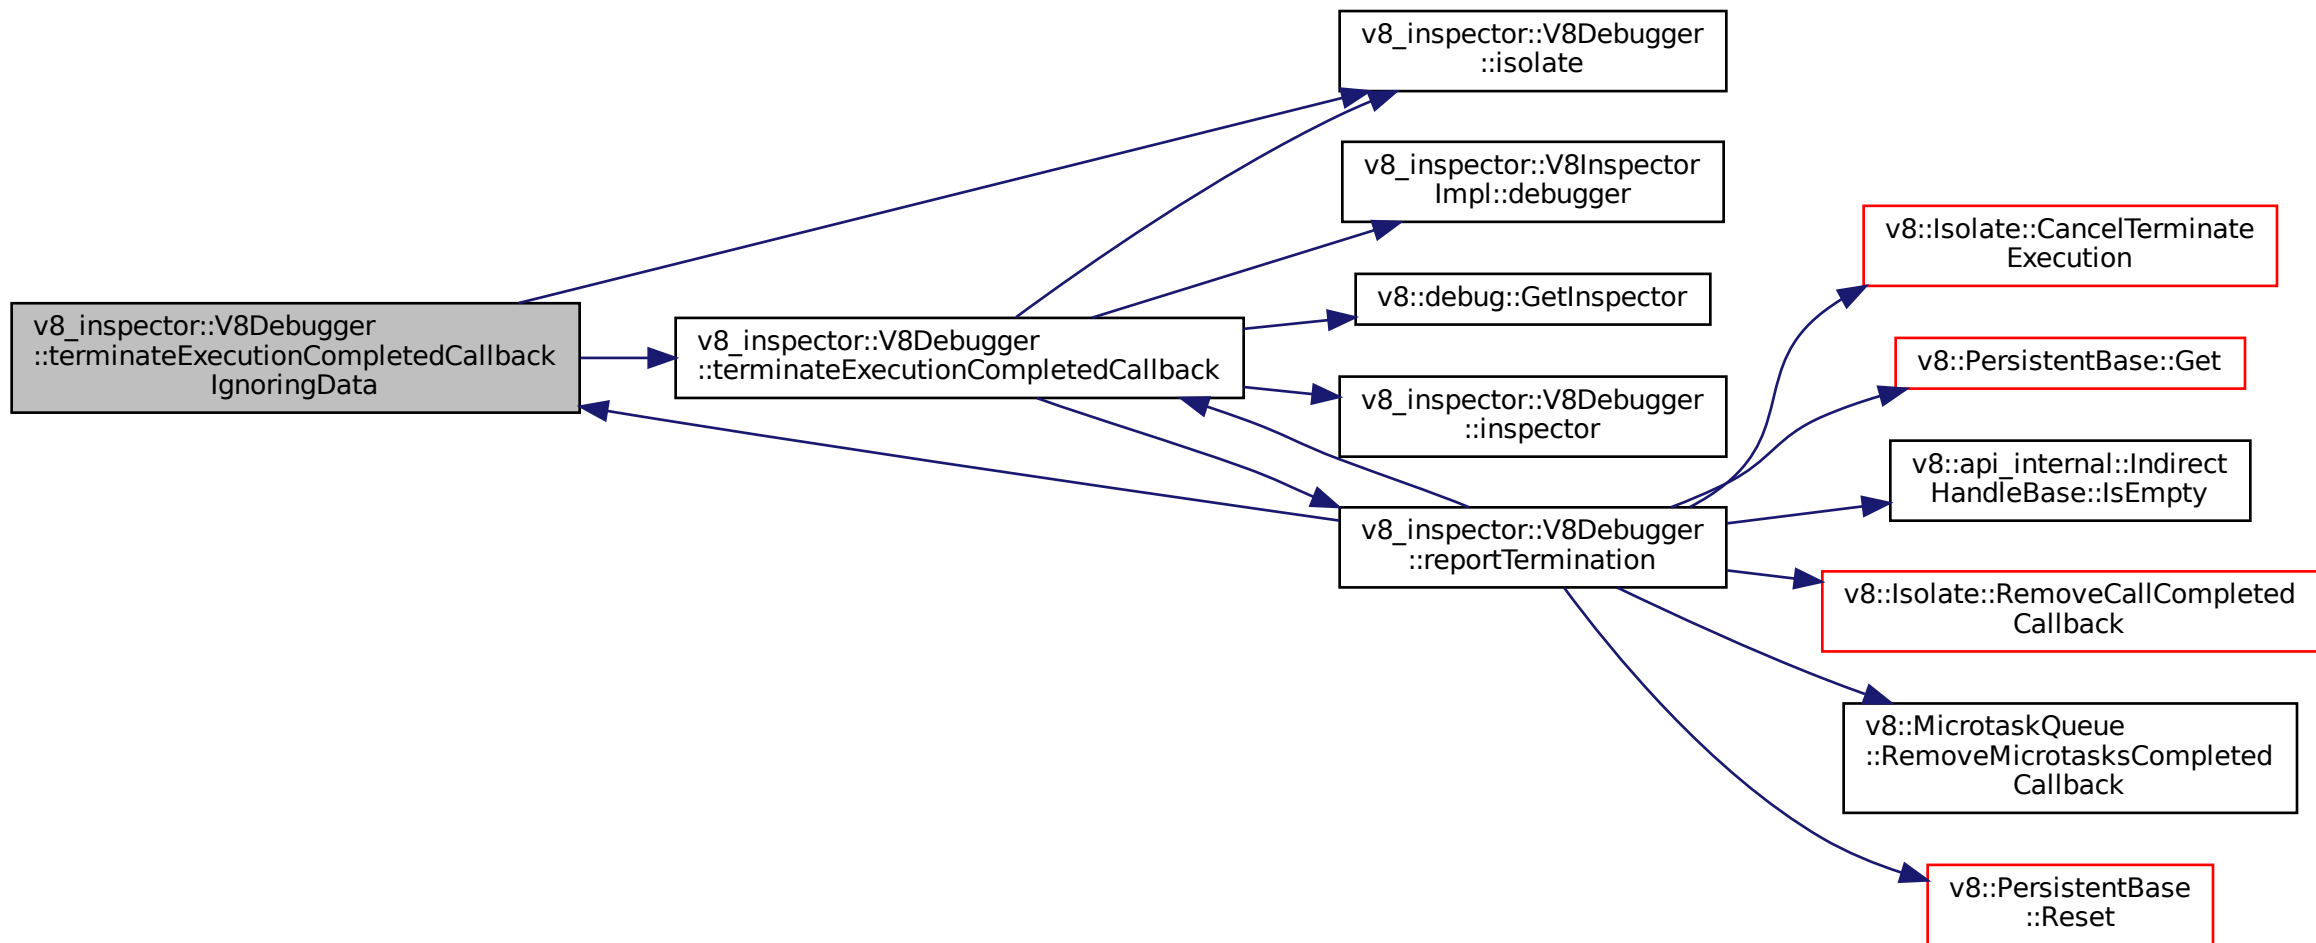 v8_inspector::V8Debugger
::isolate
v8_inspector::V8Inspector
Impl::debugger
v8::Isolate::CancelTerminate
Execution
v8::debug::GetInspector
v8_inspector::V8Debugger
::terminateExecutionCompletedCallback
IgnoringData
v8_inspector::V8Debugger
::terminateExecutionCompletedCallback
v8::PersistentBase::Get
v8_inspector::V8Debugger
::inspector
v8::api_internal::Indirect
HandleBase::IsEmpty
v8_inspector::V8Debugger
::reportTermination
v8::Isolate::RemoveCallCompleted
Callback
v8::MicrotaskQueue
::RemoveMicrotasksCompleted
Callback
v8::PersistentBase
::Reset